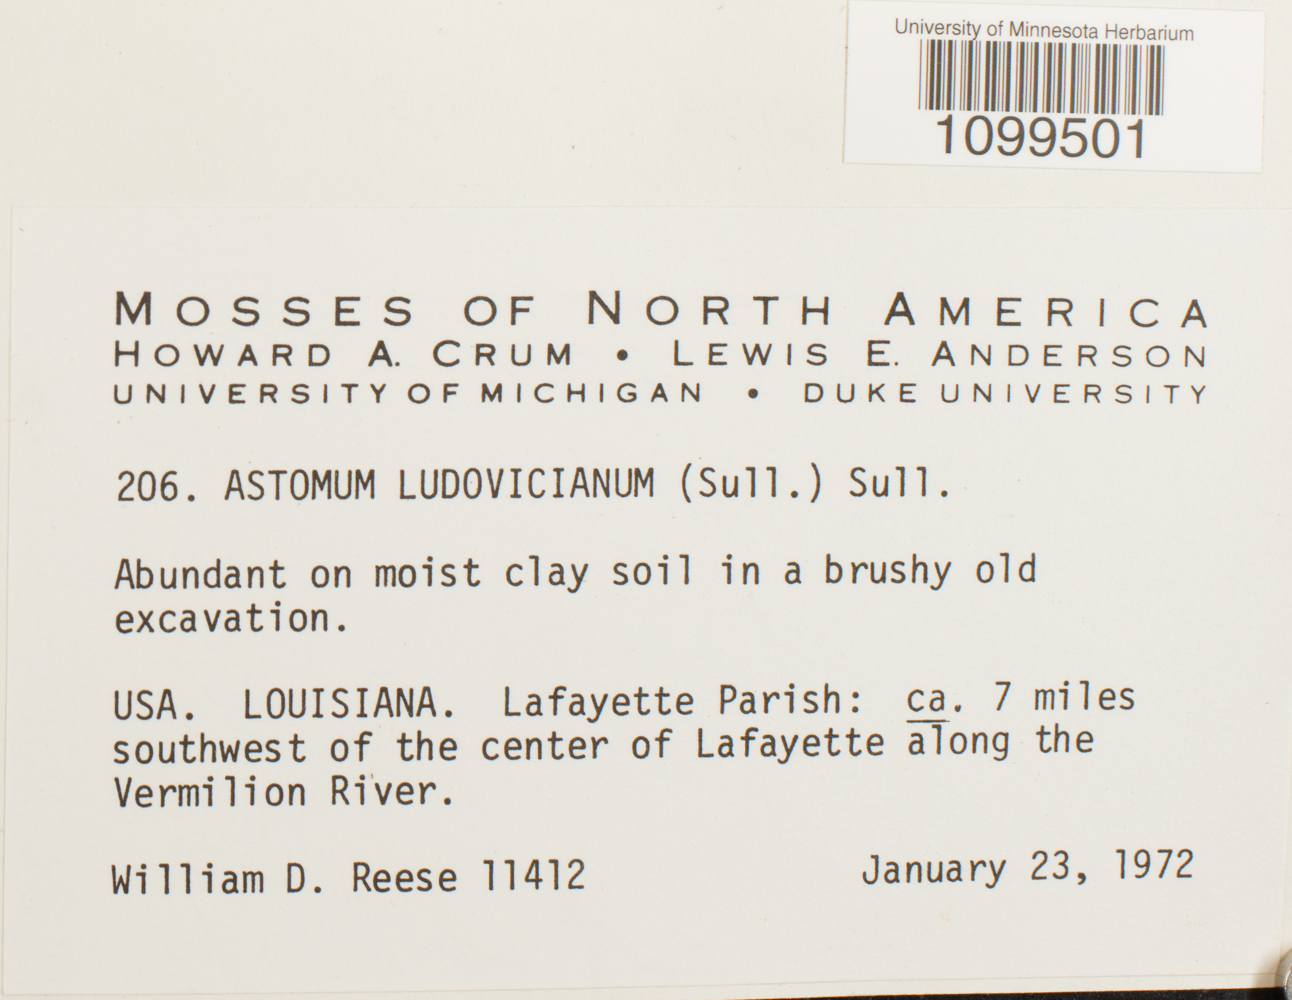 University of Minnesota Herbarium
1099501
MOSSES OF NORTH AMERICA
HOWARD A. CRUM • LEWIS E. ANDERSON
UNIVERSITY OF MICHIGAN • DUKE UNIVERSITY
206. ASTOMUM LUDOVICIANUM (Sull.) Sull.
Abundant on moist clay soil in a brushy old
excavation.
USA. LOUISIANA. Lafayette Parish: ca. 7 miles
southwest of the center of Lafayette along the
Vermilion River.
William D. Reese 11412 January 23, 1972